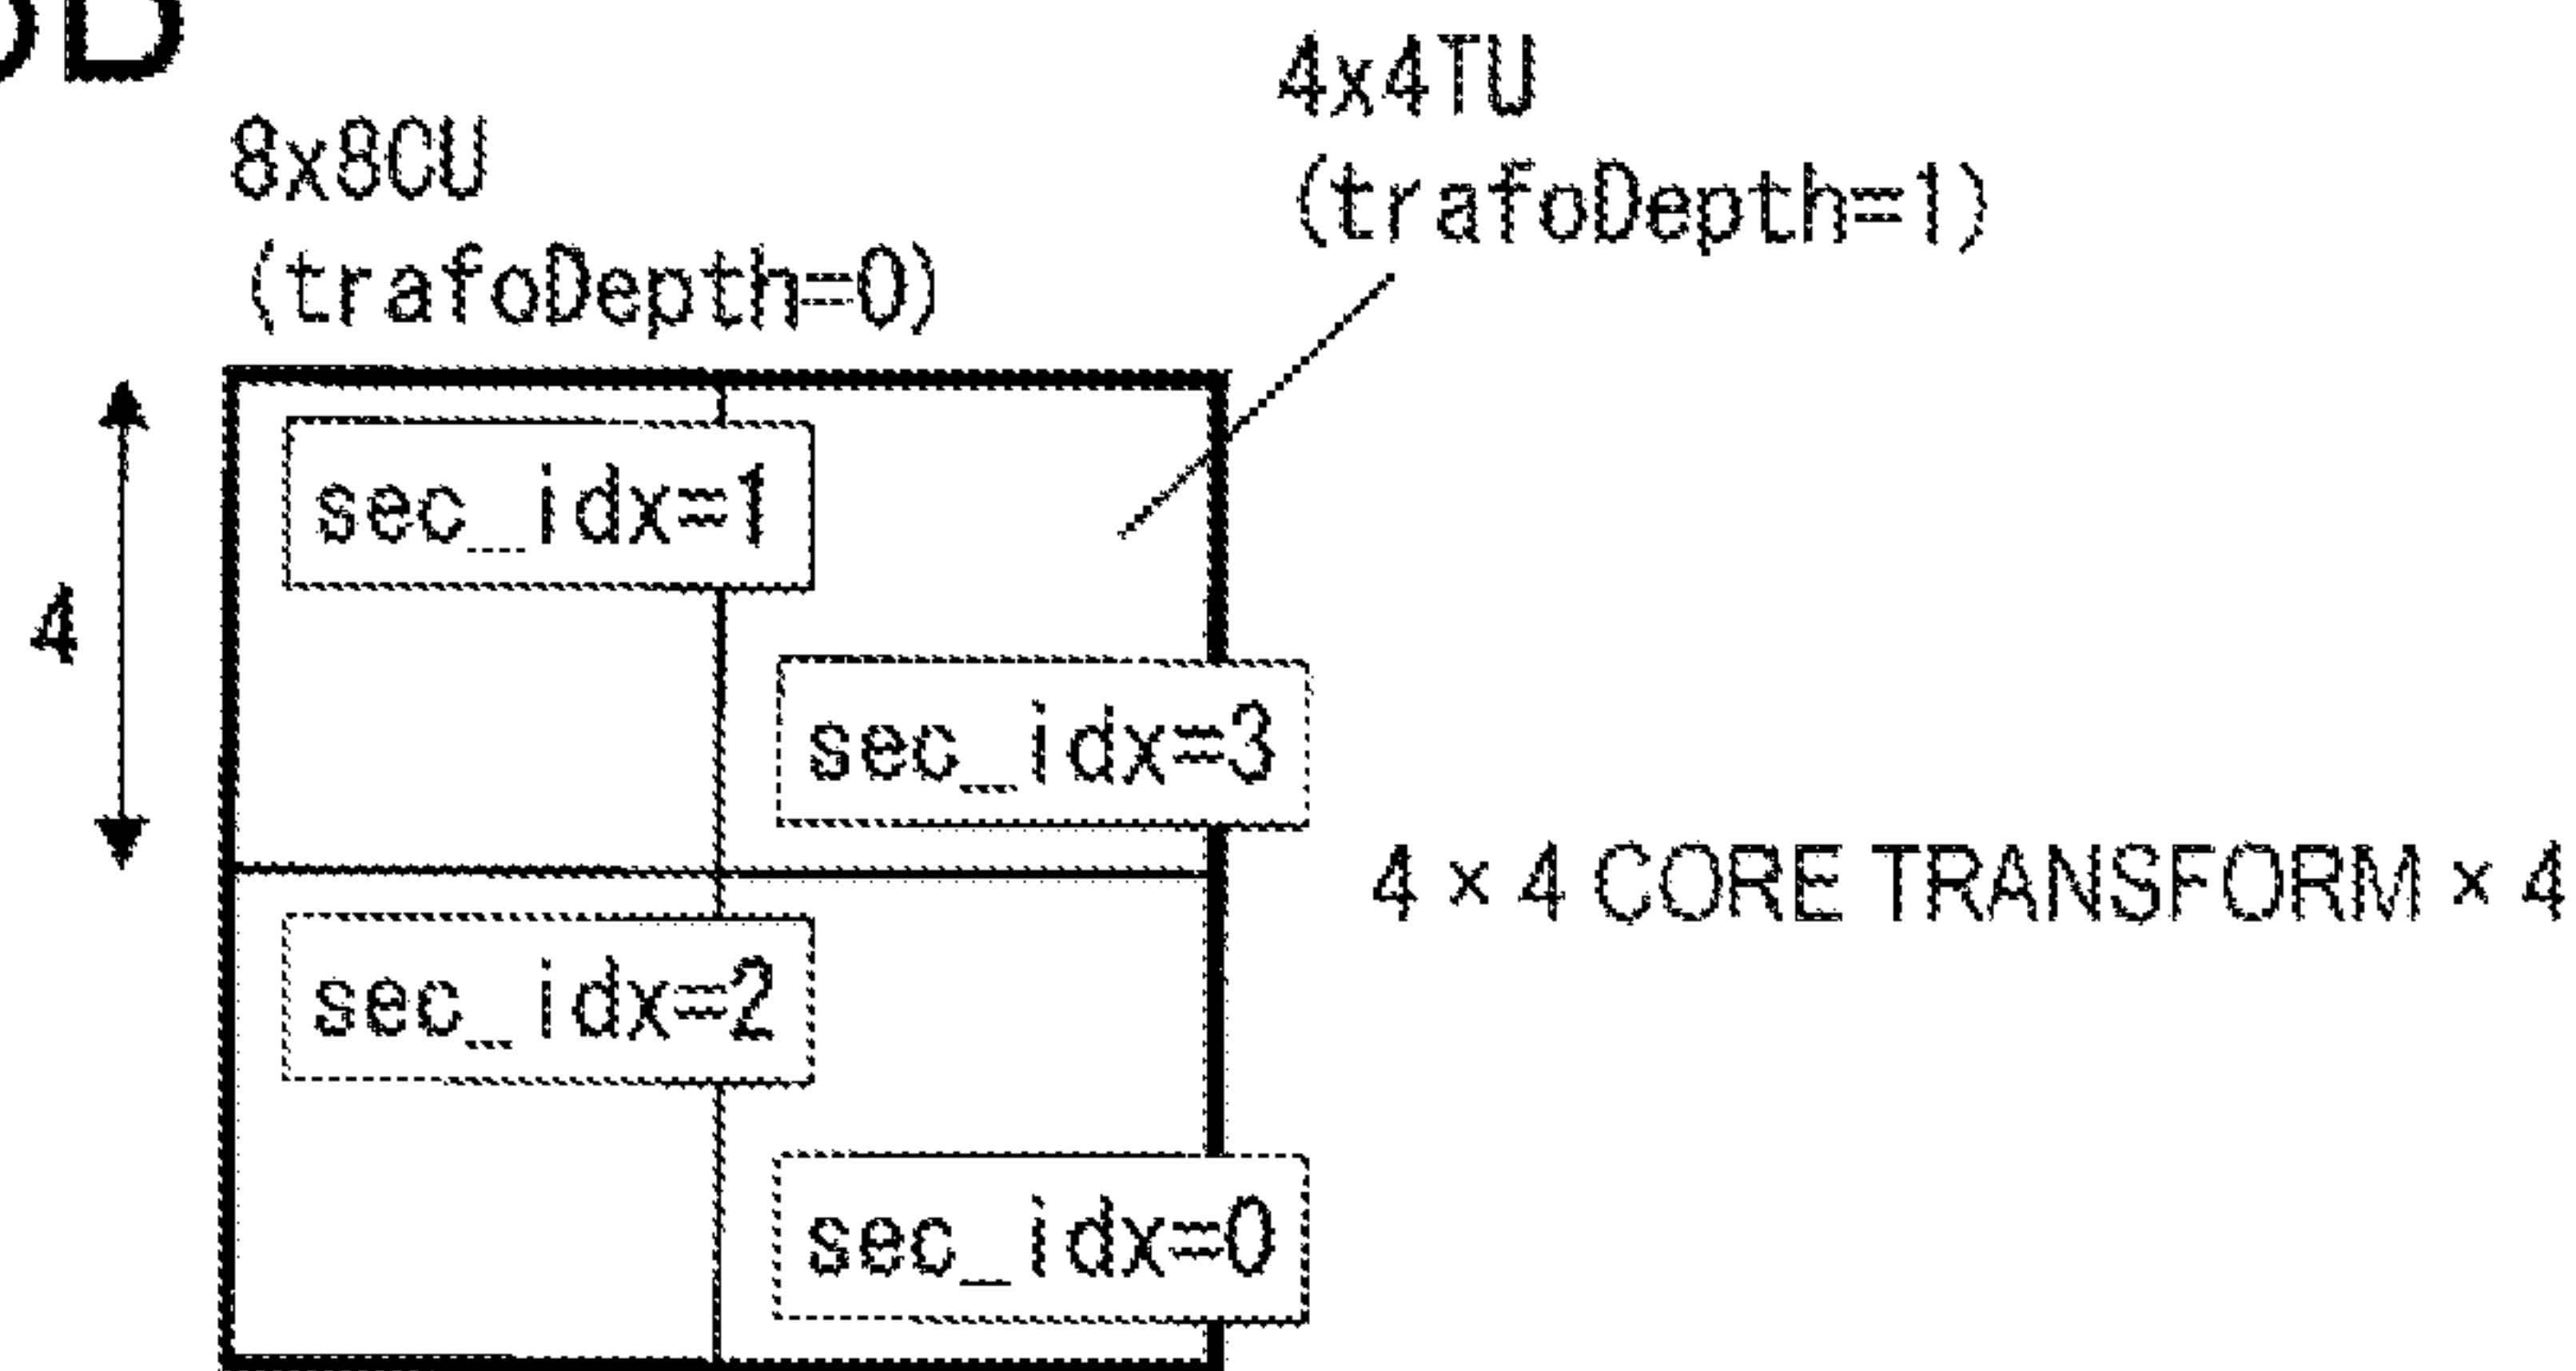 8x8CU
(trafoDepth=0)
4x4TU
(trafoDepth=1)
4
sec_idx=1
sec_idx=3
sec_idx=2
sec_idx=0
4 × 4 CORE TRANSFORM × 4